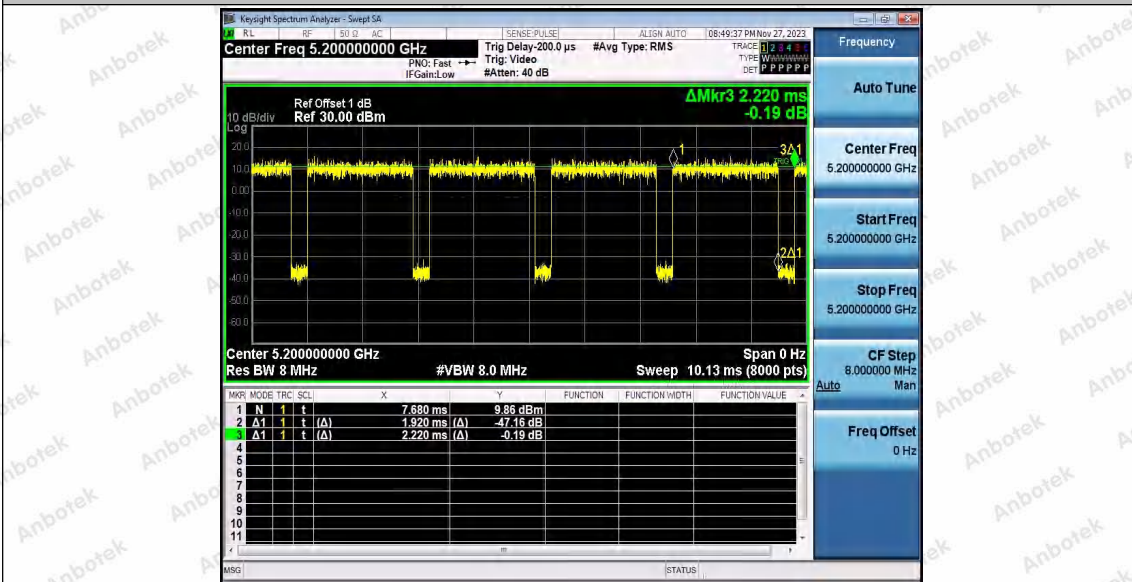 Keysight Spectrum Analyzer - Swept SA
RL RF 50 Ω AC SENSE:PULSE ALIGN AUTO 08:49:37 PM Nov 27, 2023
Center Freq 5.200000000 GHz
PNO: Fast
IFGain:Low
Trig Delay-200.0 µs
Trig: Video
#Atten: 40 dB
#Avg Type: RMS
TRACE 1 2 3 4 5 6
TYPE WWWWWW
DET P P P P P P
Frequency
Auto Tune
Center Freq
5.200000000 GHz
Start Freq
5.200000000 GHz
Stop Freq
5.200000000 GHz
CF Step
8.000000 MHz
Auto Man
Freq Offset
0 Hz
ΔMkr3 2.220 ms
-0.19 dB
Ref Offset 1 dB
10 dB/div Ref 30.00 dBm
Log
20.0
10.0
0.00
-10.0
-20.0
-30.0
-40.0
-50.0
-60.0
1
3Δ1
TRIG
2Δ1
Center 5.200000000 GHz Span 0 Hz
Res BW 8 MHz #VBW 8.0 MHz Sweep 10.13 ms (8000 pts)
MKR MODE TRC SCL X Y FUNCTION FUNCTION WIDTH FUNCTION VALUE
1 N 1 t 7.680 ms 9.86 dBm
2 Δ1 1 t (Δ) 1.920 ms (Δ) -47.16 dB
3 Δ1 1 t (Δ) 2.220 ms (Δ) -0.19 dB
4
5
6
7
8
9
10
11
MSG STATUS
Anbotek